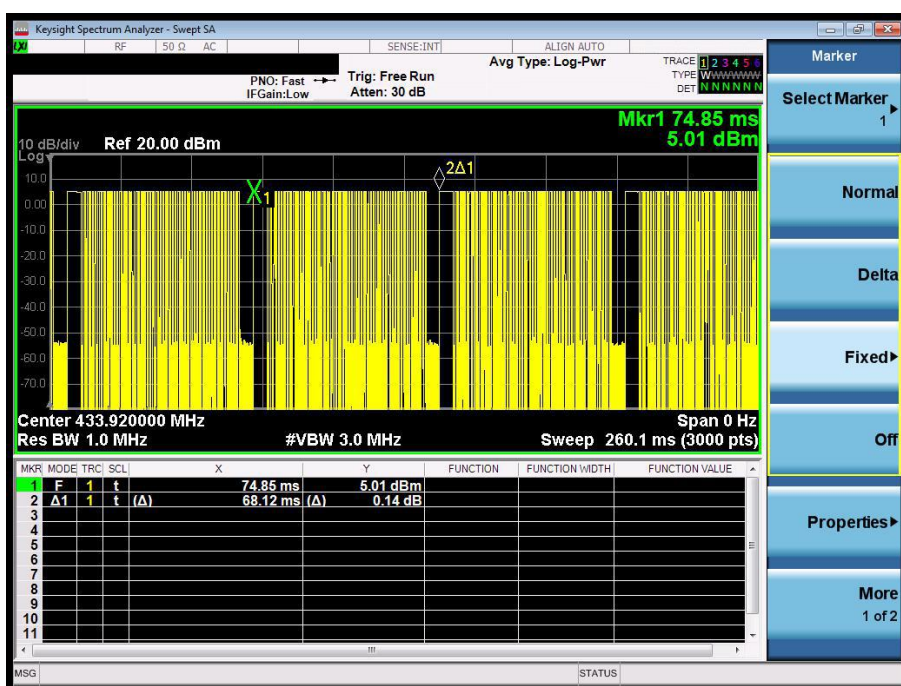 Keysight Spectrum Analyzer - Swept SA
LXI RF 50 Ω AC SENSE:INT ALIGN AUTO
Avg Type: Log-Pwr
TRACE 1 2 3 4 5 6
TYPE WWWWWW
DET N N N N N N
PNO: Fast
IFGain:Low
Trig: Free Run
Atten: 30 dB
Mkr1 74.85 ms
5.01 dBm
10 dB/div Ref 20.00 dBm
Log
10.0
0.00
-10.0
-20.0
-30.0
-40.0
-50.0
-60.0
-70.0
1
2Δ1
Center 433.920000 MHz Span 0 Hz
Res BW 1.0 MHz #VBW 3.0 MHz Sweep 260.1 ms (3000 pts)
MKR MODE TRC SCL X Y FUNCTION FUNCTION WIDTH FUNCTION VALUE
1 F 1 t 74.85 ms 5.01 dBm
2 Δ1 1 t (Δ) 68.12 ms (Δ) 0.14 dB
3
4
5
6
7
8
9
10
11
MSG STATUS
Marker
Select Marker
1
Normal
Delta
Fixed
Off
Properties
More
1 of 2